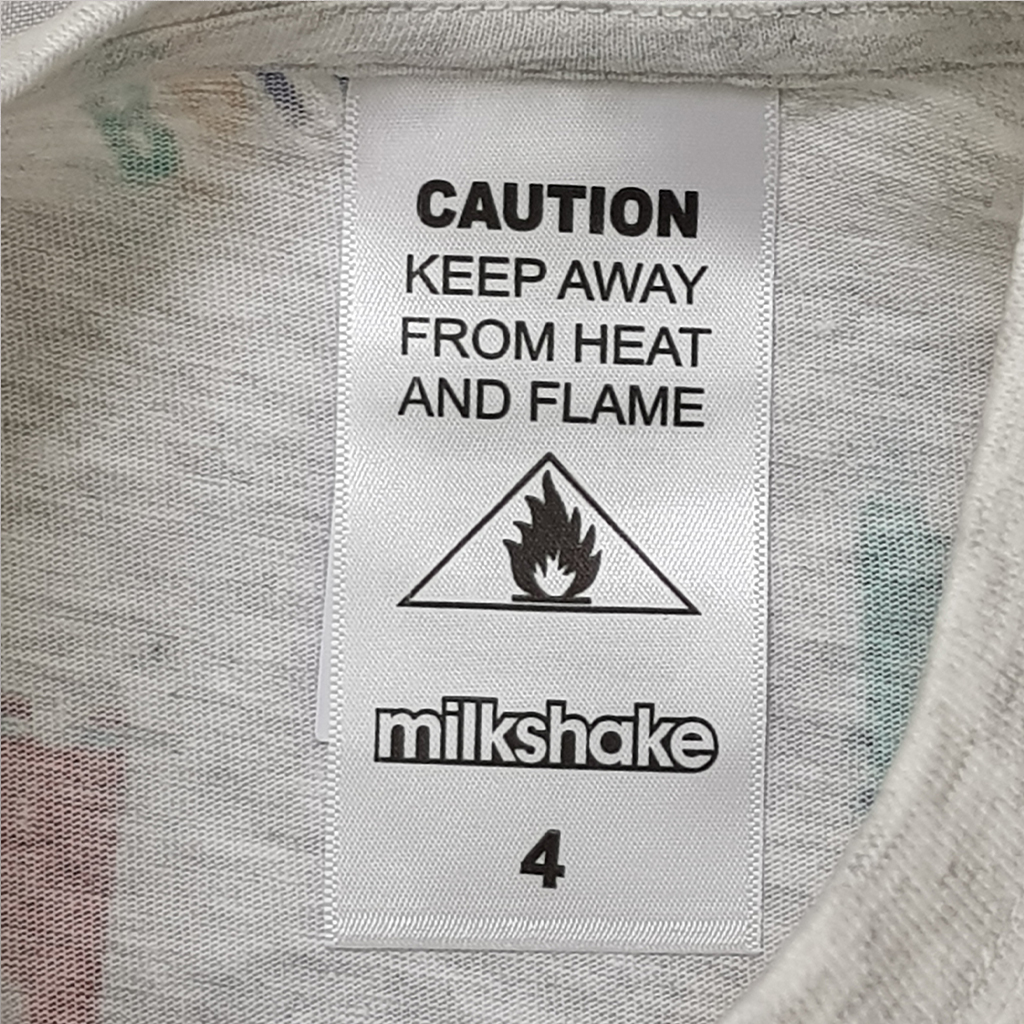 CAUTION
KEEP AWAY
FROM HEAT
AND FLAME
milkshake
4